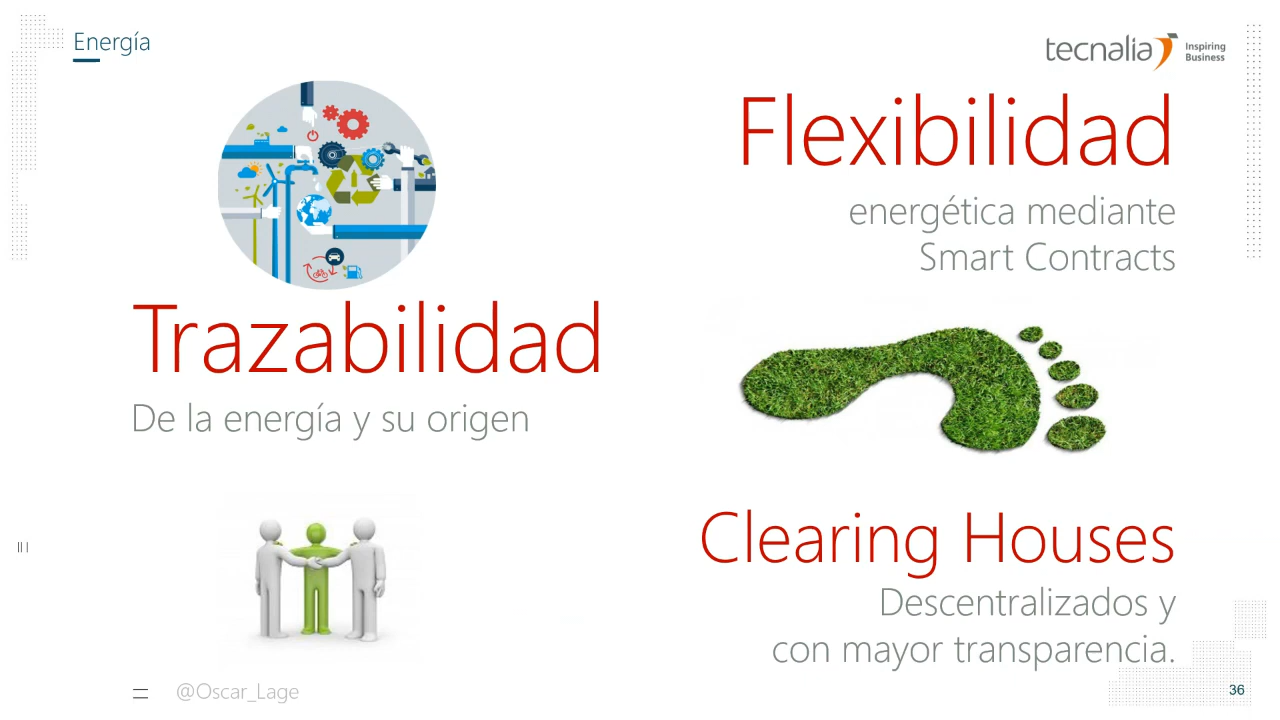 Energía
tecnalia Inspiring
Business
Flexibilidad
energética mediante
Smart Contracts
Trazabilidad
De la energía y su origen
Clearing Houses
Descentralizados y
con mayor transparencia.
@Oscar_Lage
36